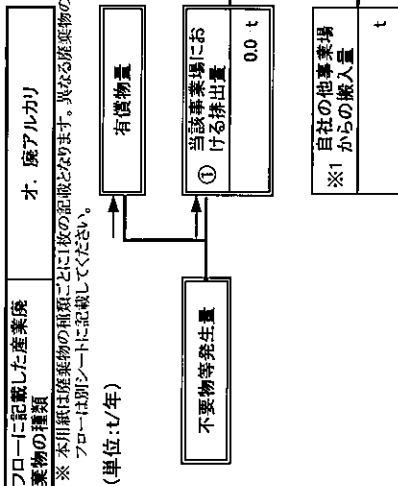 フローに記載した産業廃
棄物の種類
オ．廃アルカリ
※ 本用紙は廃棄物の種類ごとに1枚の記載となります。異なる廃棄物の
フローは別シートに記載してください。
(単位:t/年)
有償物量
不要物等発生量
① 当該事業場にお
ける排出量
0.0 t
※1 自社の他事業場
からの搬入量
t